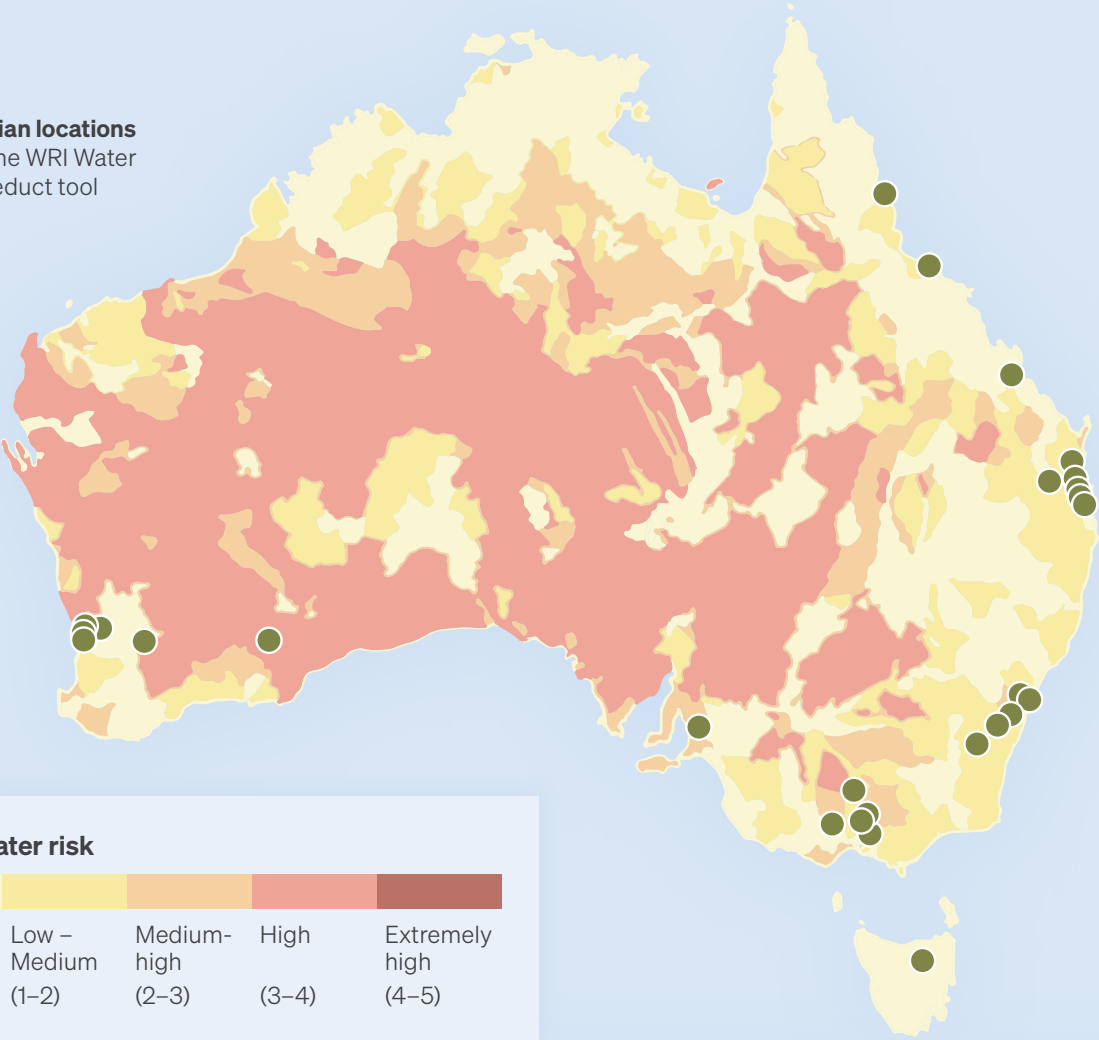 ian locations
he WRI Water
educt tool
ater risk
Low –
Medium
(1–2)
Medium-
high
(2–3)
High
(3–4)
Extremely
high
(4–5)